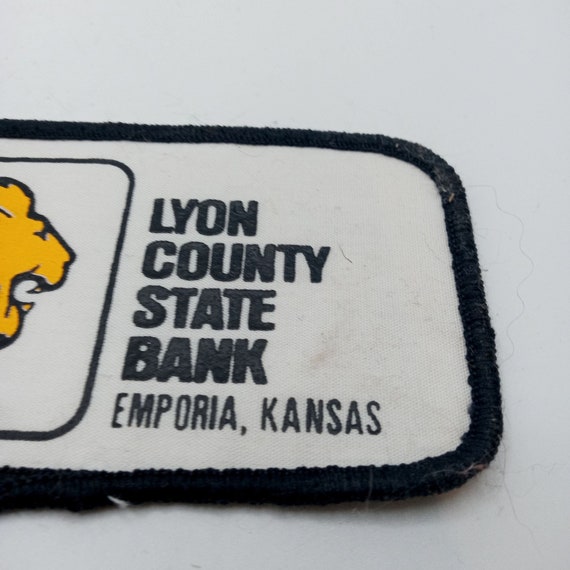 LYON
COUNTY
STATE
BANK
EMPORIA, KANSAS